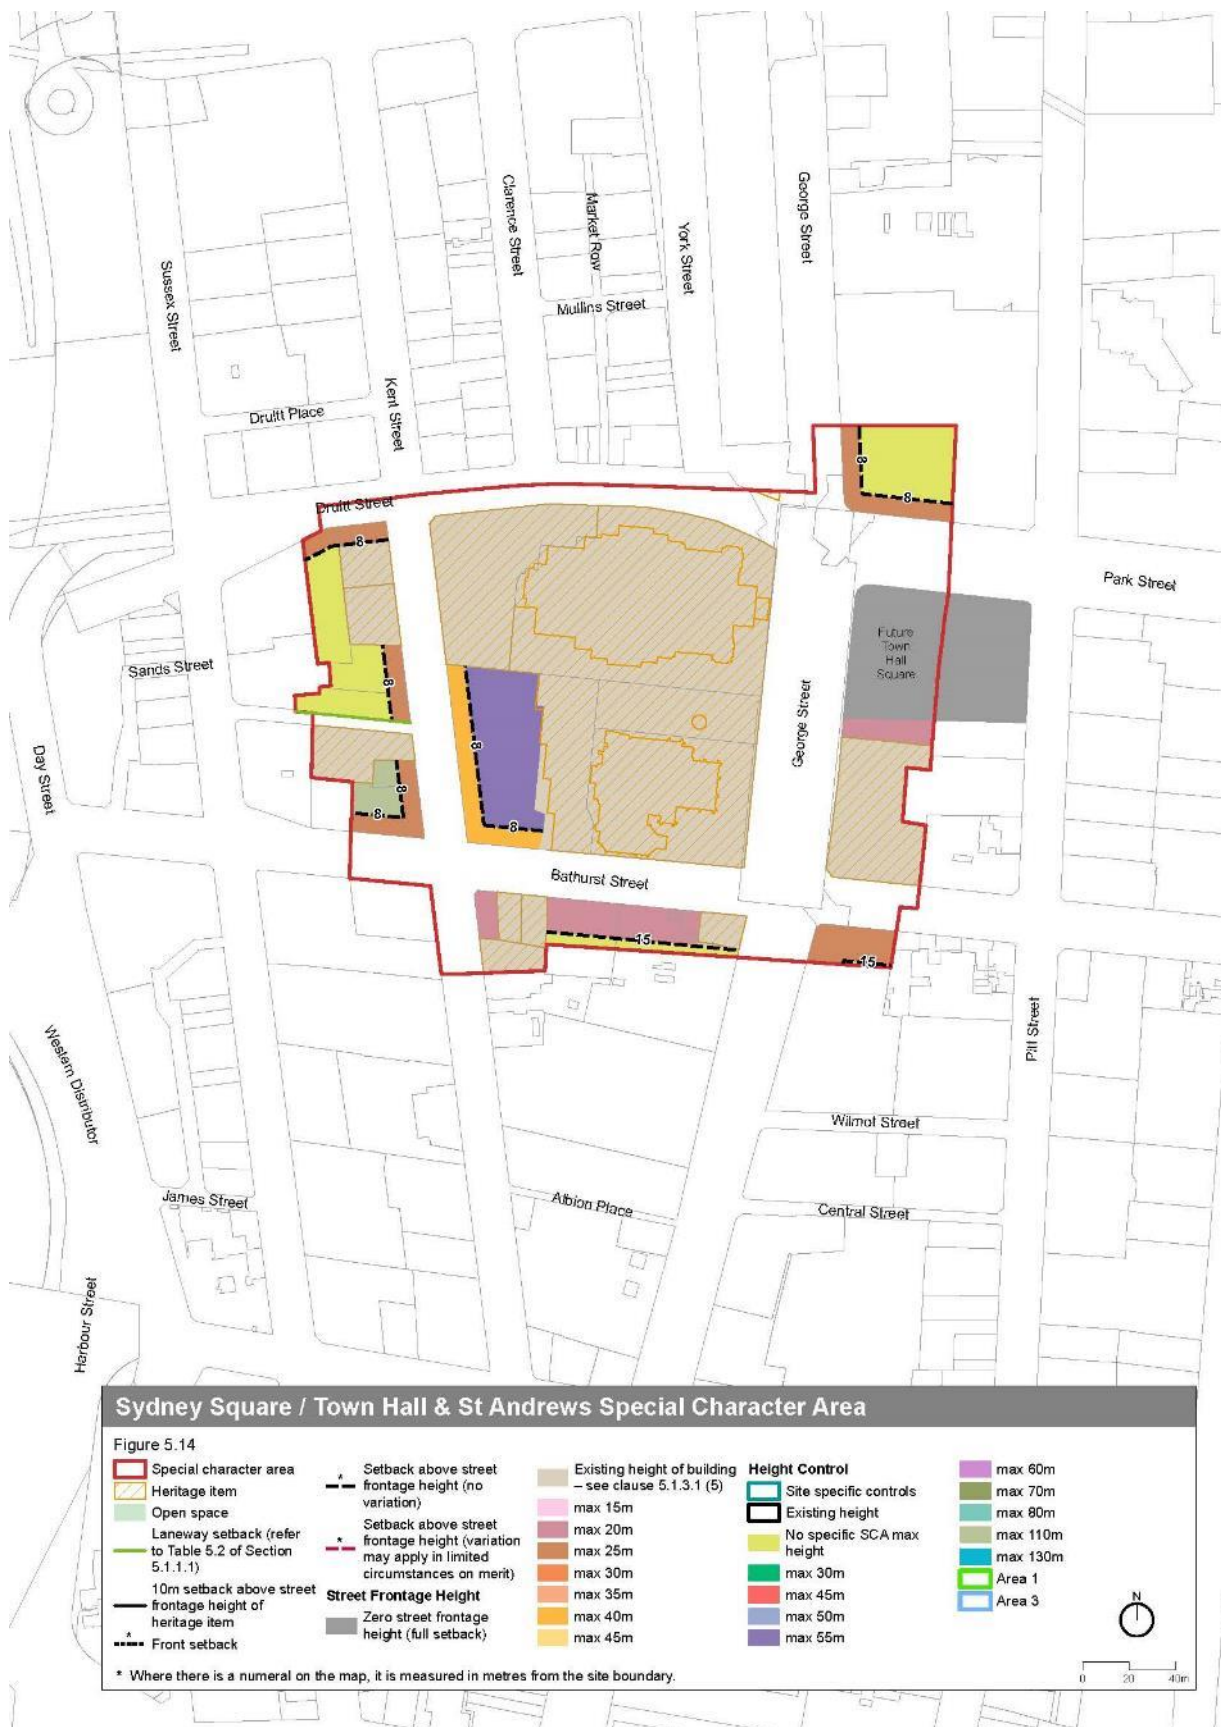 George Street
Clarence Street
Market Row
York Street
Sussex Street
Mullins Street
Kent Street
Druitt Place
8
8
Druitt Street
8
Park Street
Future
Town
Hall
Square
Sands Street
8
George Street
Day Street
8
8
8
8
Bathurst Street
15
15
Pitt Street
Western Distributor
Wilmot Street
James Street
Albion Place
Central Street
Harbour Street
Sydney Square / Town Hall & St Andrews Special Character Area
Figure 5.14
Special character area
Heritage item
Open space
Laneway setback (refer
to Table 5.2 of Section
5.1.1.1)
10m setback above street
frontage height of
heritage item
* Front setback
* Setback above street
frontage height (no
variation)
* Setback above street
frontage height (variation
may apply in limited
circumstances on merit)
Street Frontage Height
Zero street frontage
height (full setback)
Existing height of building
– see clause 5.1.3.1 (5)
max 15m
max 20m
max 25m
max 30m
max 35m
max 40m
max 45m
Height Control
Site specific controls
Existing height
No specific SCA max
height
max 30m
max 45m
max 50m
max 55m
max 60m
max 70m
max 80m
max 110m
max 130m
Area 1
Area 3
N
0 20 40m
* Where there is a numeral on the map, it is measured in metres from the site boundary.